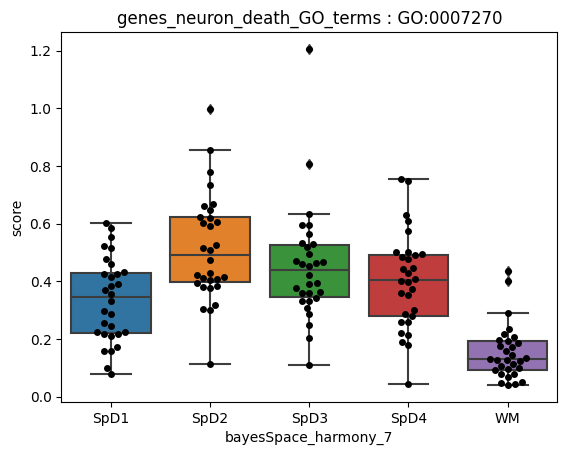 genes_neuron_death_GO_terms : GO:0007270
score
1.2
1.0
0.8
0.6
0.4
0.2
0.0
SpD1 SpD2 SpD3 SpD4 WM
bayesSpace_harmony_7